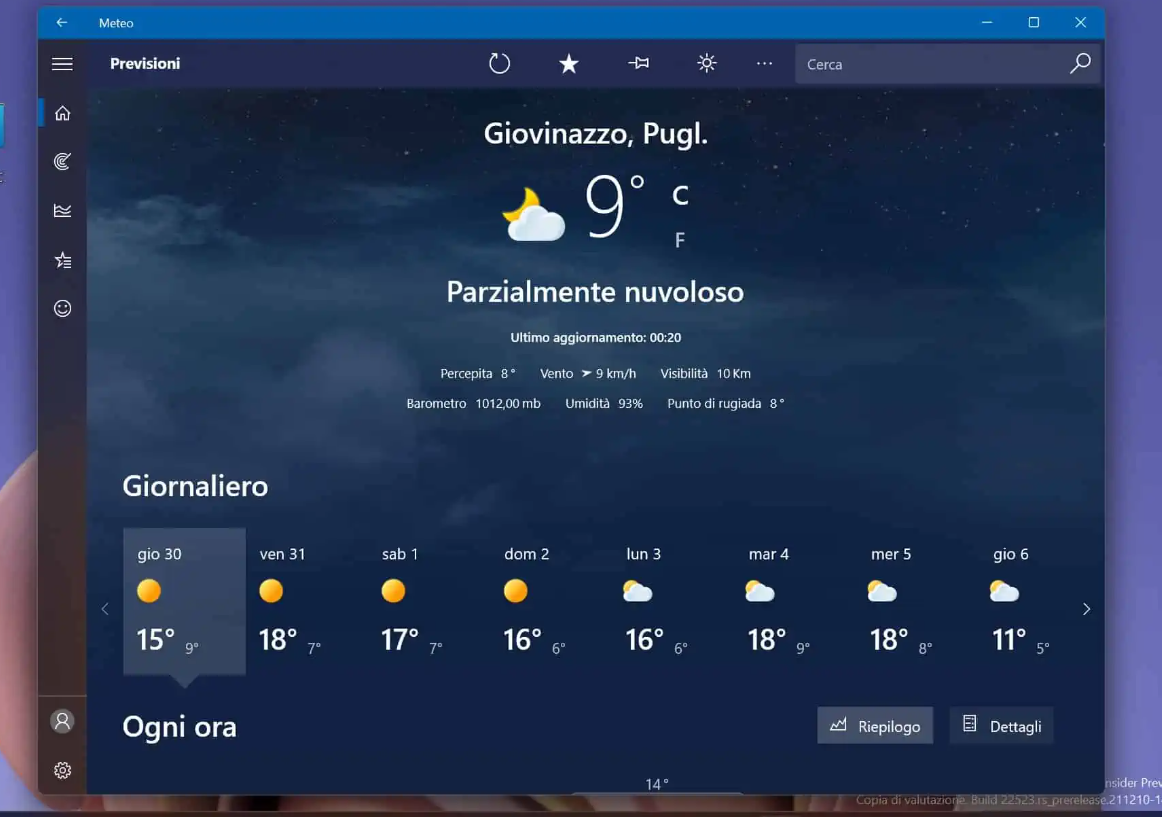 Meteo
Previsioni
Cerca
Giovinazzo, Pugl.
9° C
F
Parzialmente nuvoloso
Ultimo aggiornamento: 00:20
Percepita 8° Vento ➤ 9 km/h Visibilità 10 Km
Barometro 1012,00 mb Umidità 93% Punto di rugiada 8°
Giornaliero
gio 30 ven 31 sab 1 dom 2 lun 3 mar 4 mer 5 gio 6
15° 9° 18° 7° 17° 7° 16° 6° 16° 6° 18° 9° 18° 8° 11° 5°
Ogni ora
Riepilogo Dettagli
14°
nsider Prev
Copia di valutazione. Build 22523.rs_prerelease.211210-1